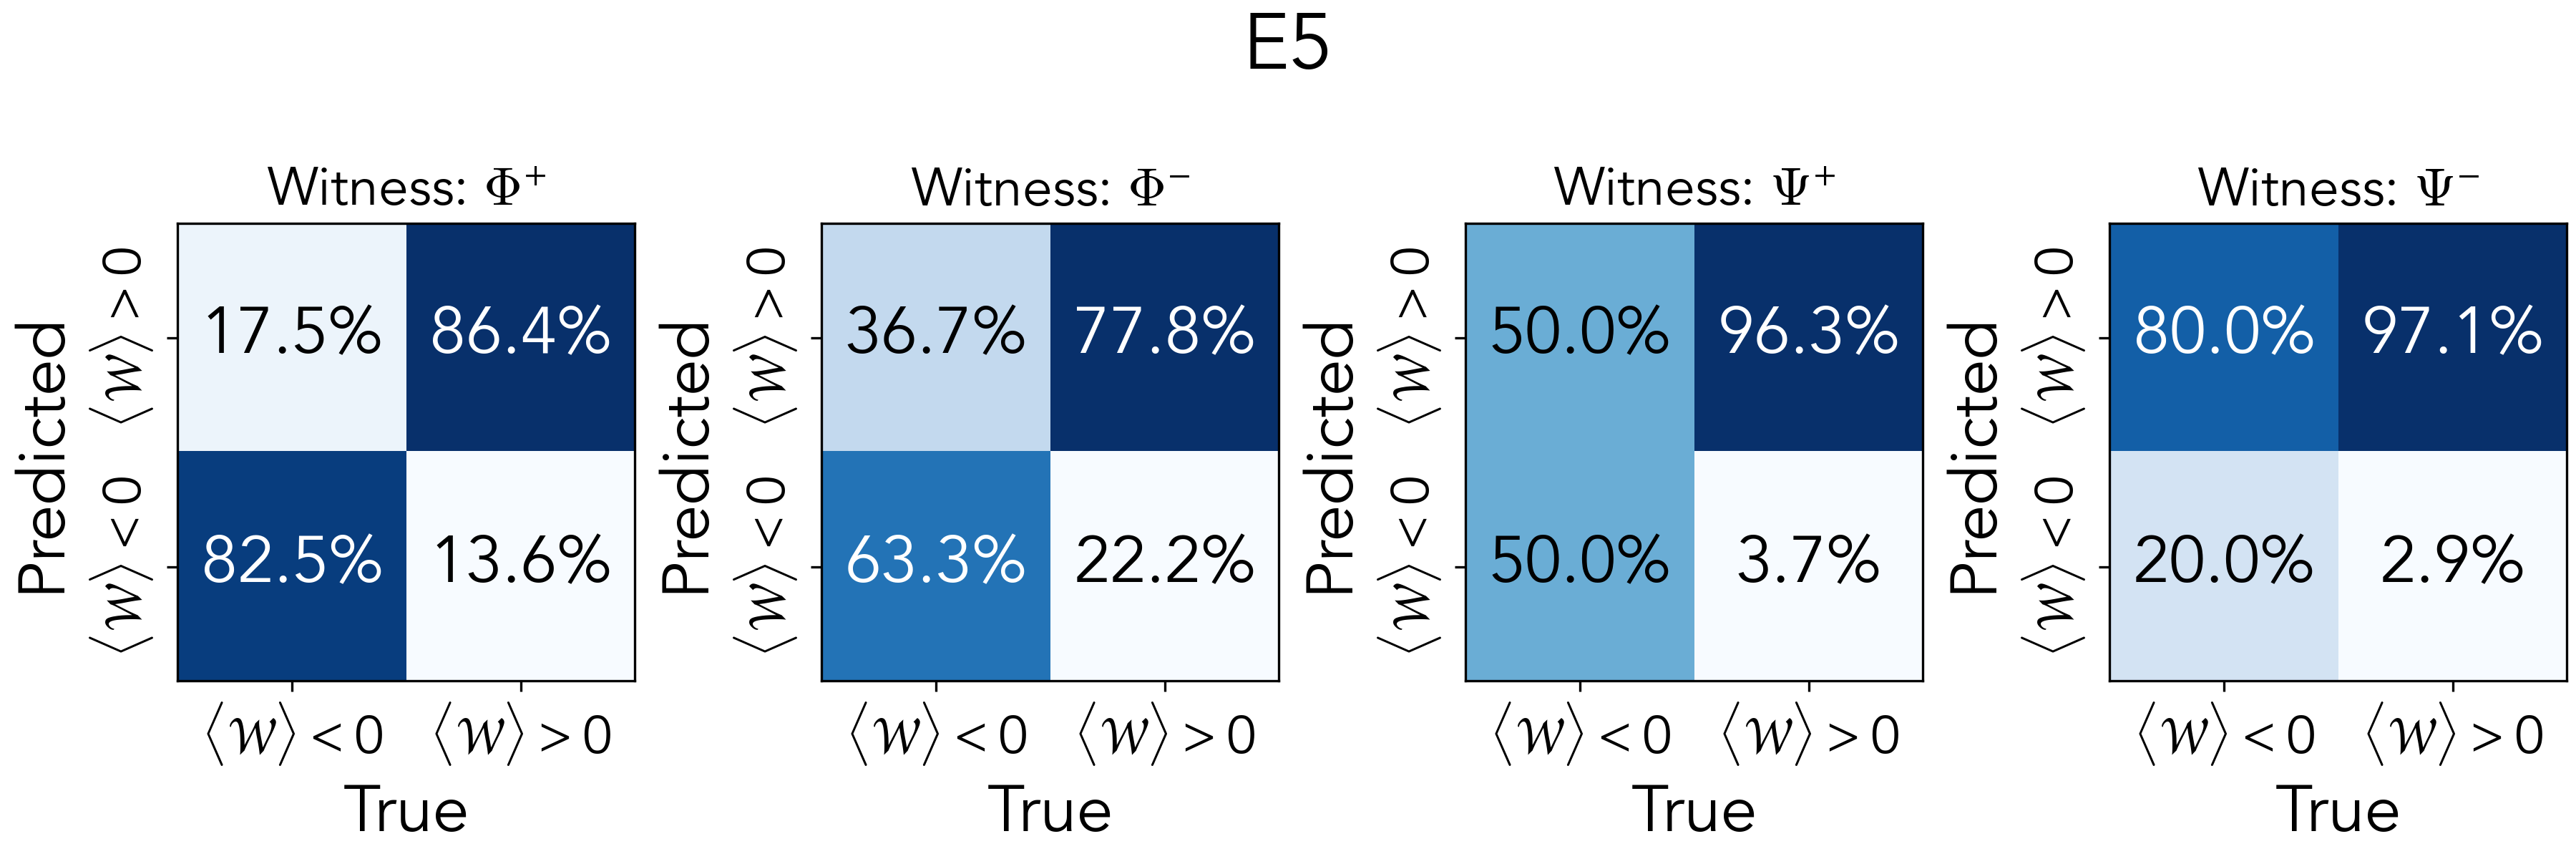 E5
Witness: Φ⁺
Predicted
⟨𝒲⟩ > 0
⟨𝒲⟩ < 0
17.5% 86.4%
82.5% 13.6%
⟨𝒲⟩ < 0 ⟨𝒲⟩ > 0
True
Witness: Φ⁻
Predicted
⟨𝒲⟩ > 0
⟨𝒲⟩ < 0
36.7% 77.8%
63.3% 22.2%
⟨𝒲⟩ < 0 ⟨𝒲⟩ > 0
True
Witness: Ψ⁺
Predicted
⟨𝒲⟩ > 0
⟨𝒲⟩ < 0
50.0% 96.3%
50.0% 3.7%
⟨𝒲⟩ < 0 ⟨𝒲⟩ > 0
True
Witness: Ψ⁻
Predicted
⟨𝒲⟩ > 0
⟨𝒲⟩ < 0
80.0% 97.1%
20.0% 2.9%
⟨𝒲⟩ < 0 ⟨𝒲⟩ > 0
True